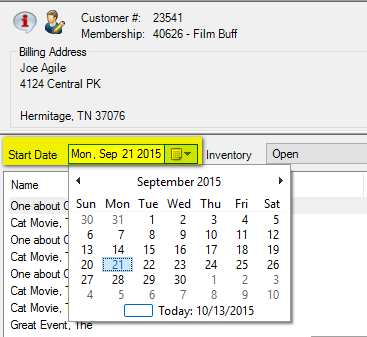 Customer #: 23541
Membership: 40626 - Film Buff
Billing Address
Joe Agile
4124 Central PK
Hermitage, TN 37076
Start Date Mon, Sep 21 2015 Inventory Open
Name
September 2015
Sun Mon Tue Wed Thu Fri Sat
30 31 1 2 3 4 5
6 7 8 9 10 11 12
13 14 15 16 17 18 19
20 21 22 23 24 25 26
27 28 29 30 1 2 3
4 5 6 7 8 9 10
Today: 10/13/2015
One about
Cat Movie,
Cat Movie,
One about
Cat Movie,
One about
Cat Movie,
Cat Movie,
Great Event, The